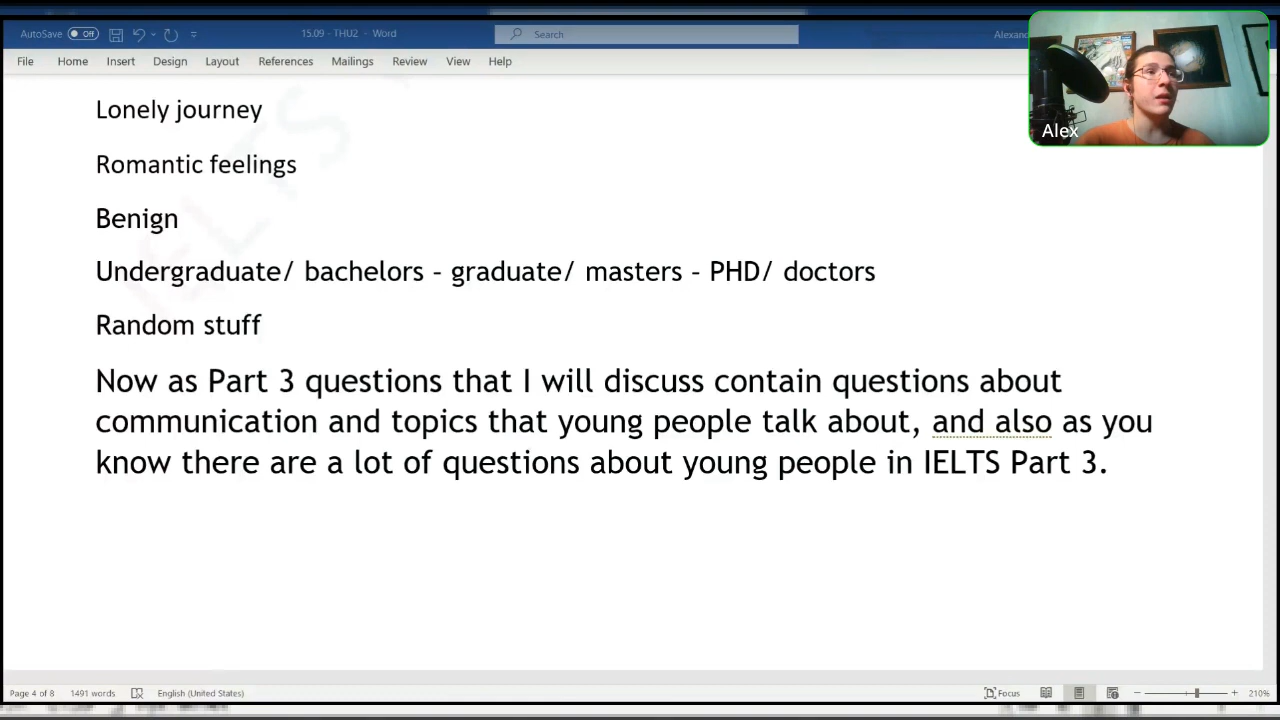 AutoSave Off 15.09 - THU2 - Word Search Alexand
File Home Insert Design Layout References Mailings Review View Help
Alex
Lonely journey
Romantic feelings
Benign
Undergraduate/ bachelors - graduate/ masters - PHD/ doctors
Random stuff
Now as Part 3 questions that I will discuss contain questions about
communication and topics that young people talk about, and also as you
know there are a lot of questions about young people in IELTS Part 3.
IELTS
Page 4 of 8 1491 words English (United States) Focus 210%